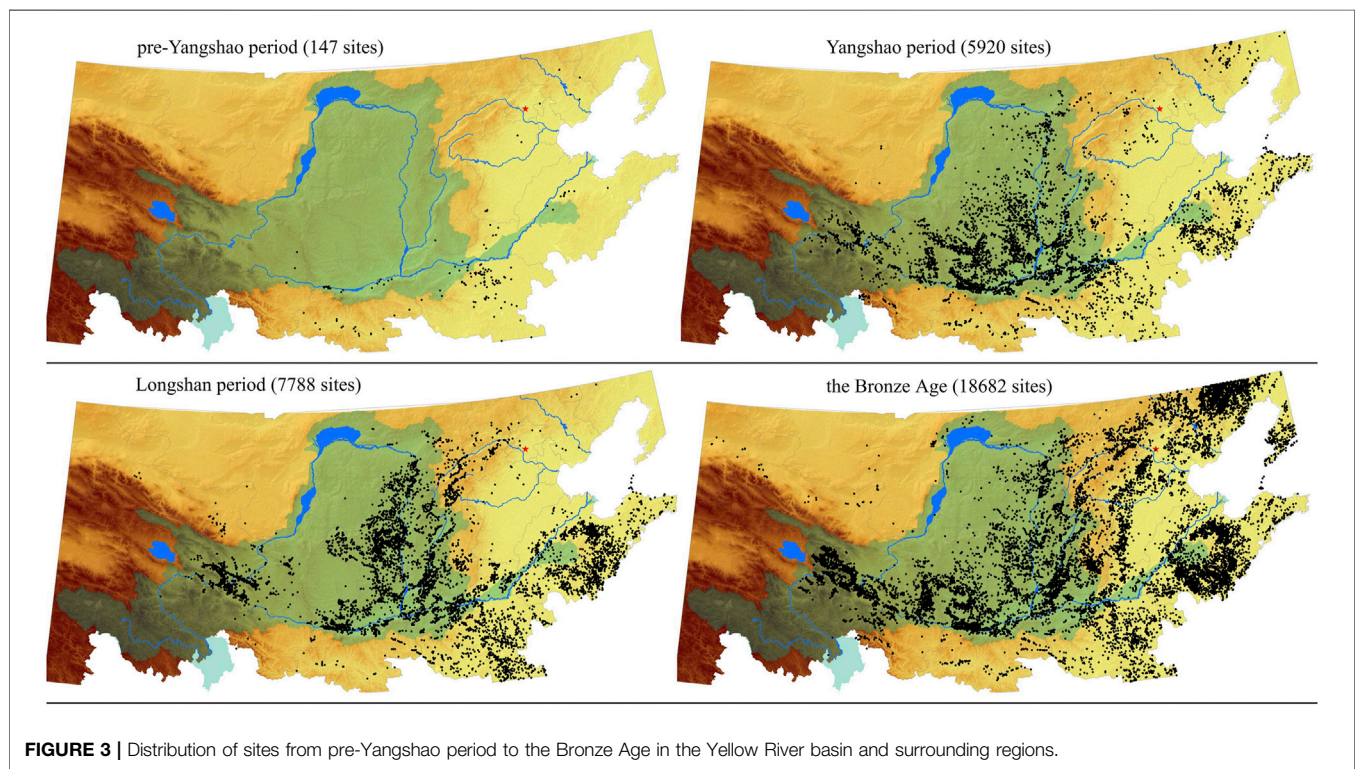 pre-Yangshao period (147 sites)
Yangshao period (5920 sites)
Longshan period (7788 sites)
the Bronze Age (18682 sites)
FIGURE 3 | Distribution of sites from pre-Yangshao period to the Bronze Age in the Yellow River basin and surrounding regions.